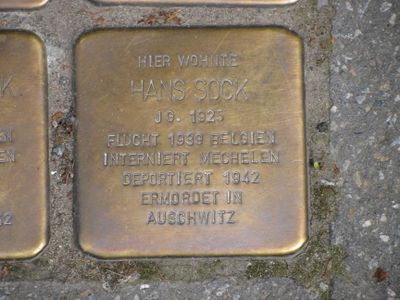 HIER WOHNTE
HANS SOCK
JG. 1925
FLUCHT 1939 BELGIEN
INTERNIERT MECHELEN
DEPORTIERT 1942
ERMORDET IN
AUSCHWITZ